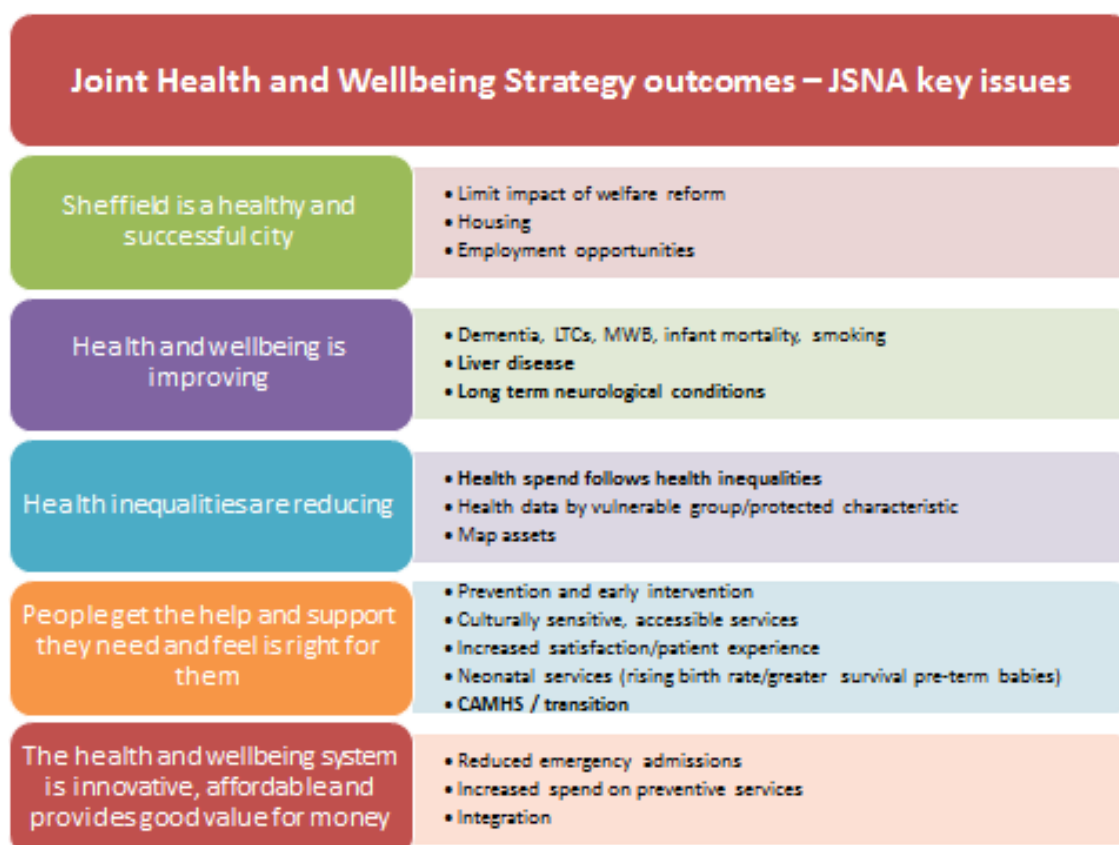 Joint Health and Wellbeing Strategy outcomes – JSNA key issues
Sheffield is a healthy and
successful city
• Limit impact of welfare reform
• Housing
• Employment opportunities
Health and wellbeing is
improving
• Dementia, LTCs, MWB, infant mortality, smoking
• Liver disease
• Long term neurological conditions
Health inequalities are reducing
• Health spend follows health inequalities
• Health data by vulnerable group/protected characteristic
• Map assets
People get the help and support
they need and feel is right for
them
• Prevention and early intervention
• Culturally sensitive, accessible services
• Increased satisfaction/patient experience
• Neonatal services (rising birth rate/greater survival pre-term babies)
• CAMHS / transition
The health and wellbeing system
is innovative, affordable and
provides good value for money
• Reduced emergency admissions
• Increased spend on preventive services
• Integration